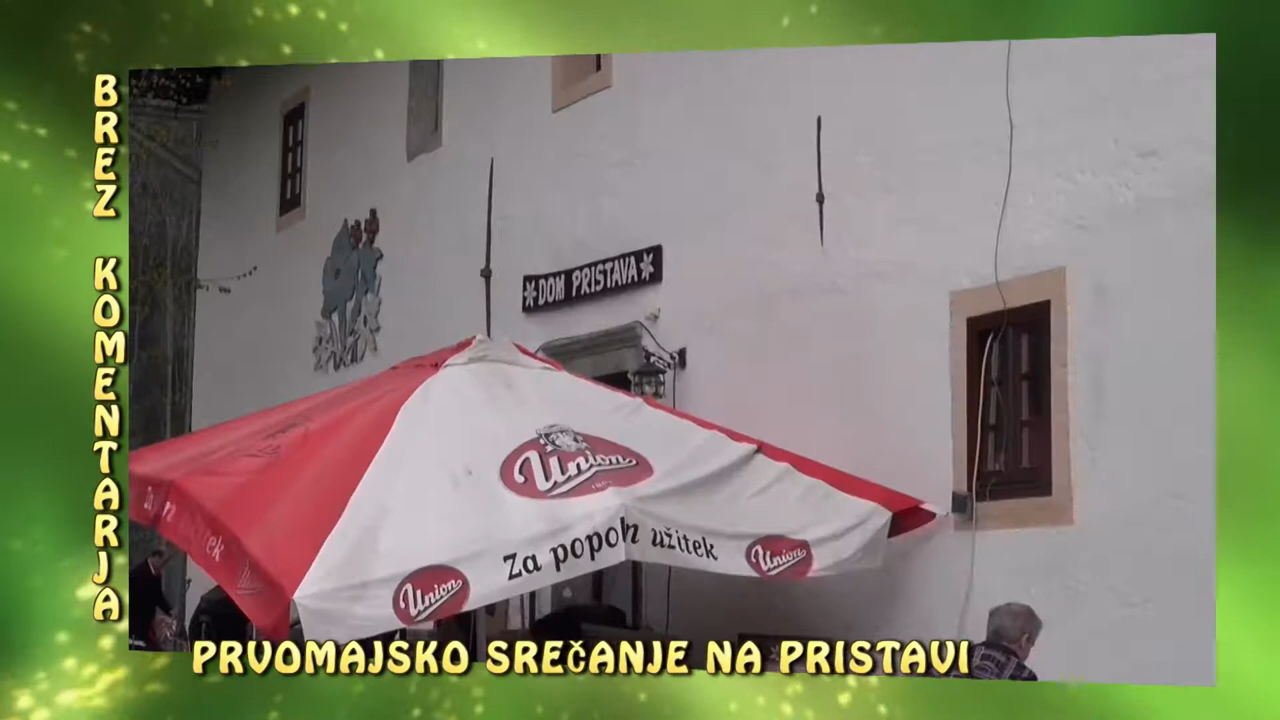 BREZ KOMENTARJA
DOM PRISTAVA
Union
Za popoln užitek
Union
Union
PRVOMAJSKO SREČANJE NA PRISTAVI